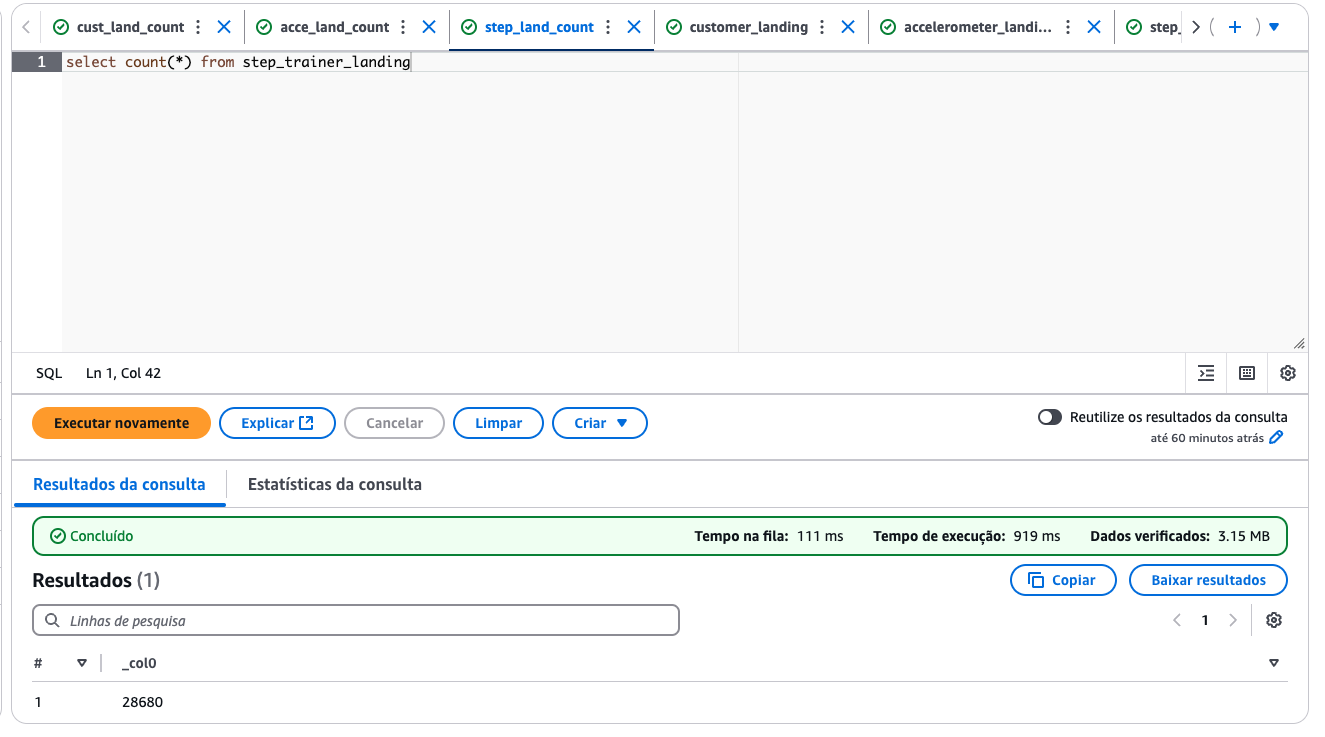 cust_land_count acce_land_count step_land_count customer_landing accelerometer_landi... step_
1 select count(*) from step_trainer_landing
SQL Ln 1, Col 42
Executar novamente Explicar Cancelar Limpar Criar Reutilize os resultados da consulta
até 60 minutos atrás
Resultados da consulta Estatísticas da consulta
Concluído Tempo na fila: 111 ms Tempo de execução: 919 ms Dados verificados: 3.15 MB
Resultados (1) Copiar Baixar resultados
Linhas de pesquisa 1
# _col0
1 28680